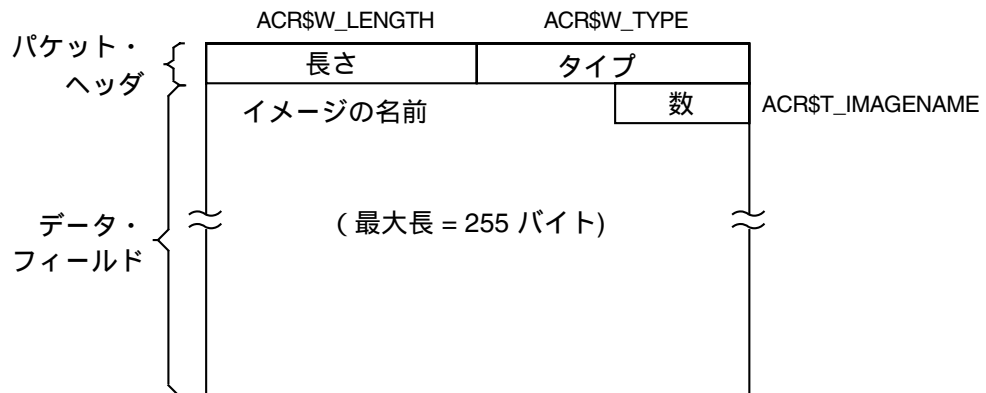 ACR$W_LENGTH ACR$W_TYPE
パケット・
ヘッダ
長さ タイプ
イメージの名前 数 ACR$T_IMAGENAME
データ・
フィールド
( 最大長 = 255 バイト)